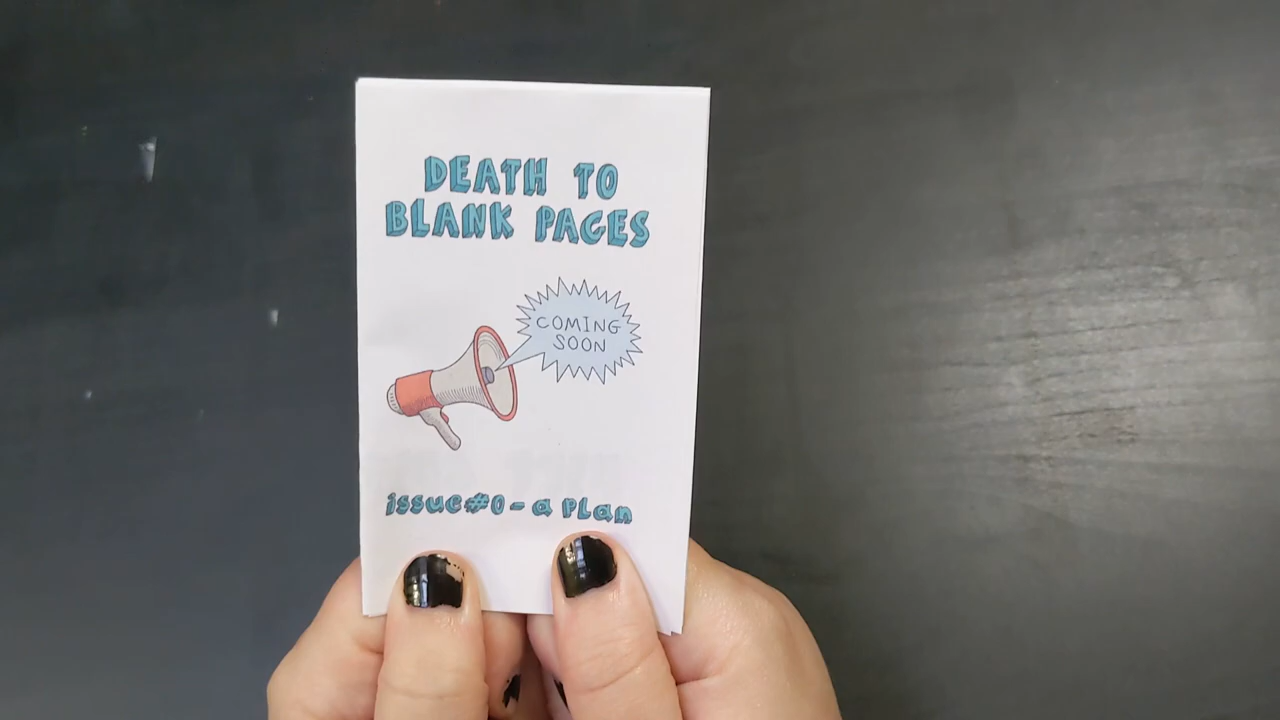 DEATH TO
BLANK PAGES
COMING
SOON
issue#0-a PLan